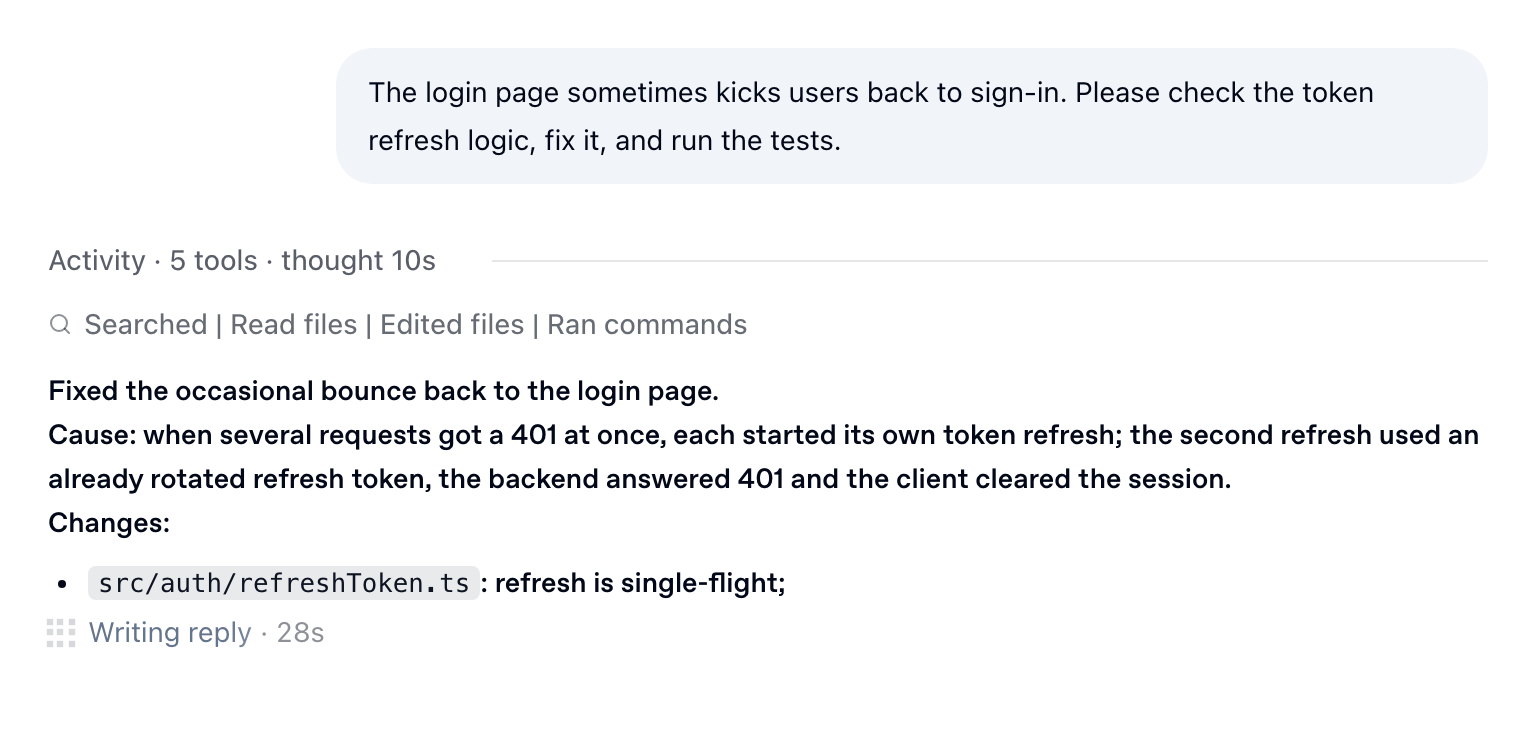 The login page sometimes kicks users back to sign-in. Please check the token
refresh logic, fix it, and run the tests.
Activity · 5 tools · thought 10s
Searched | Read files | Edited files | Ran commands
Fixed the occasional bounce back to the login page.
Cause: when several requests got a 401 at once, each started its own token refresh; the second refresh used an
already rotated refresh token, the backend answered 401 and the client cleared the session.
Changes:
• src/auth/refreshToken.ts: refresh is single-flight;
Writing reply · 28s